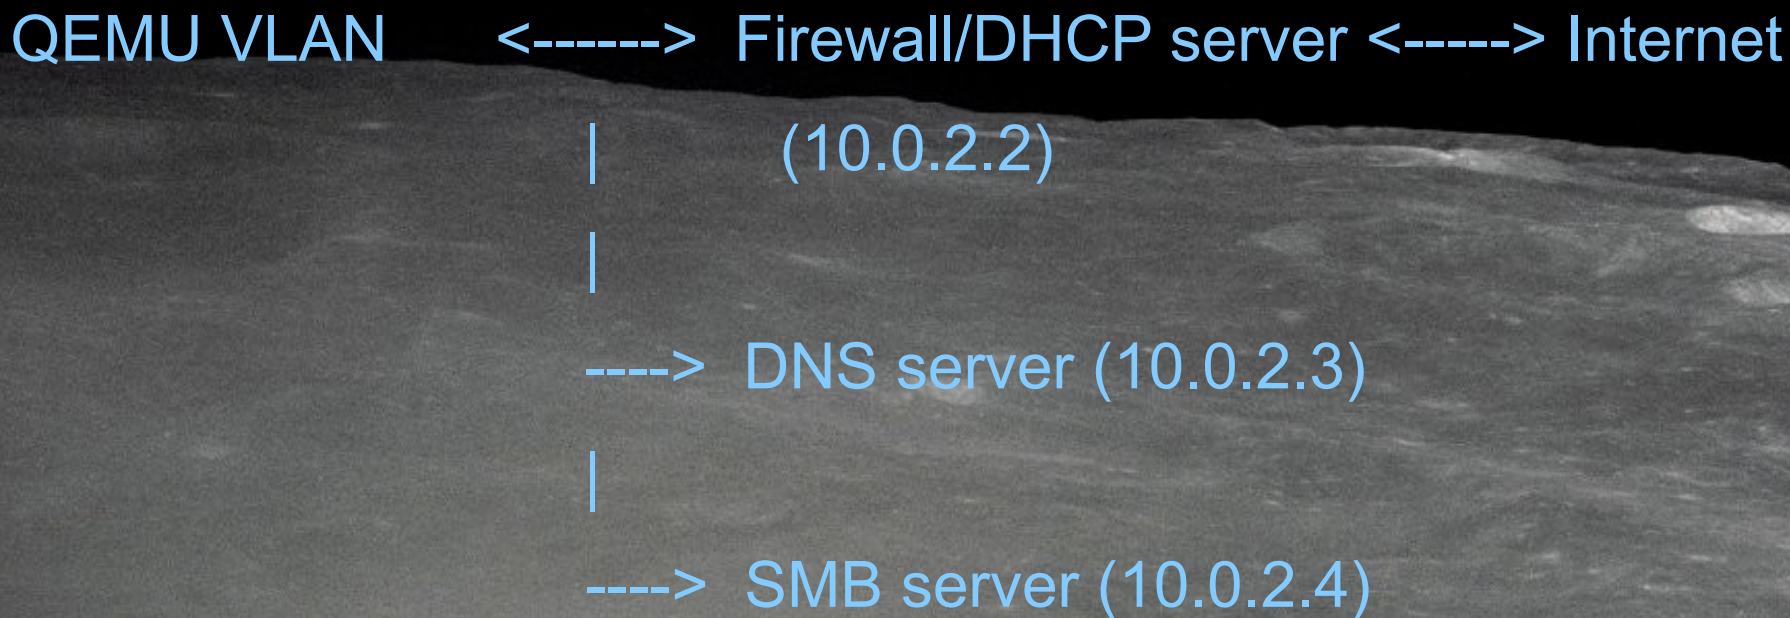 QEMU VLAN <------> Firewall/DHCP server <-----> Internet
| (10.0.2.2)
|
----> DNS server (10.0.2.3)
|
----> SMB server (10.0.2.4)